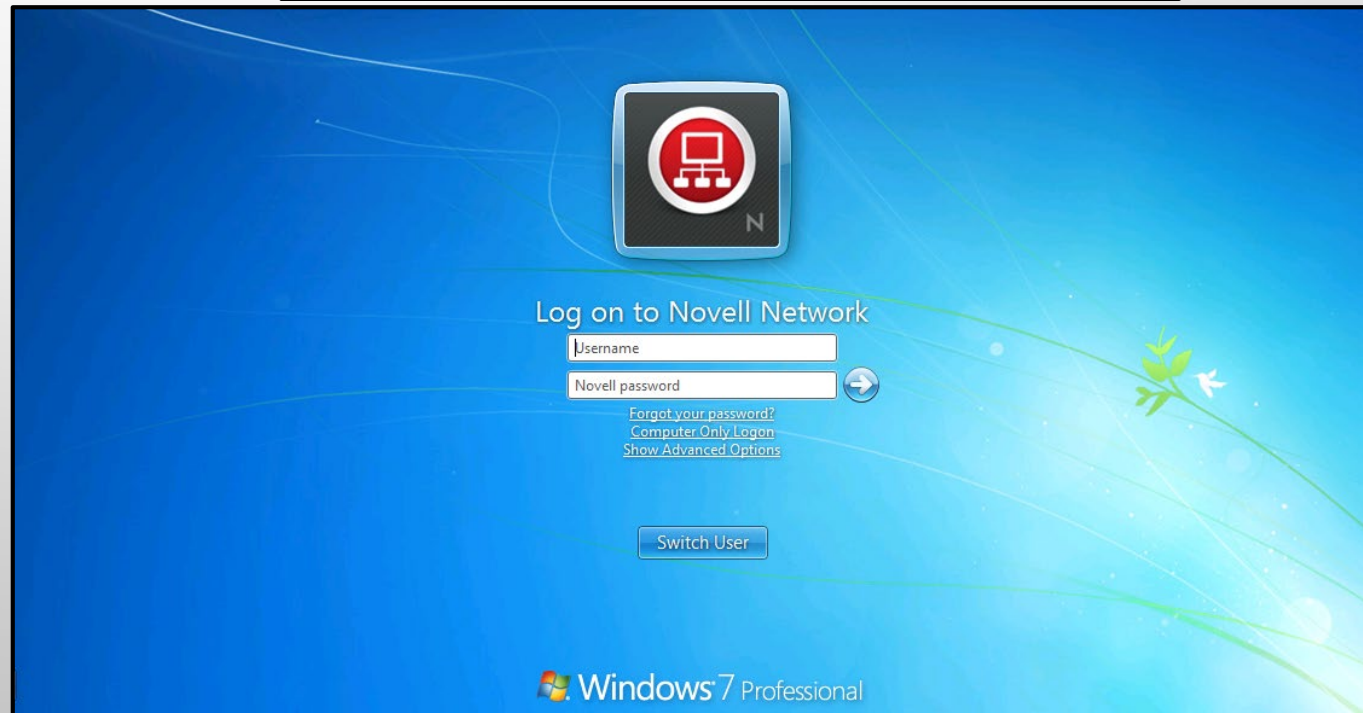 N
Log on to Novell Network
Username
Novell password
Forgot your password?
Computer Only Logon
Show Advanced Options
Switch User
Windows 7 Professional